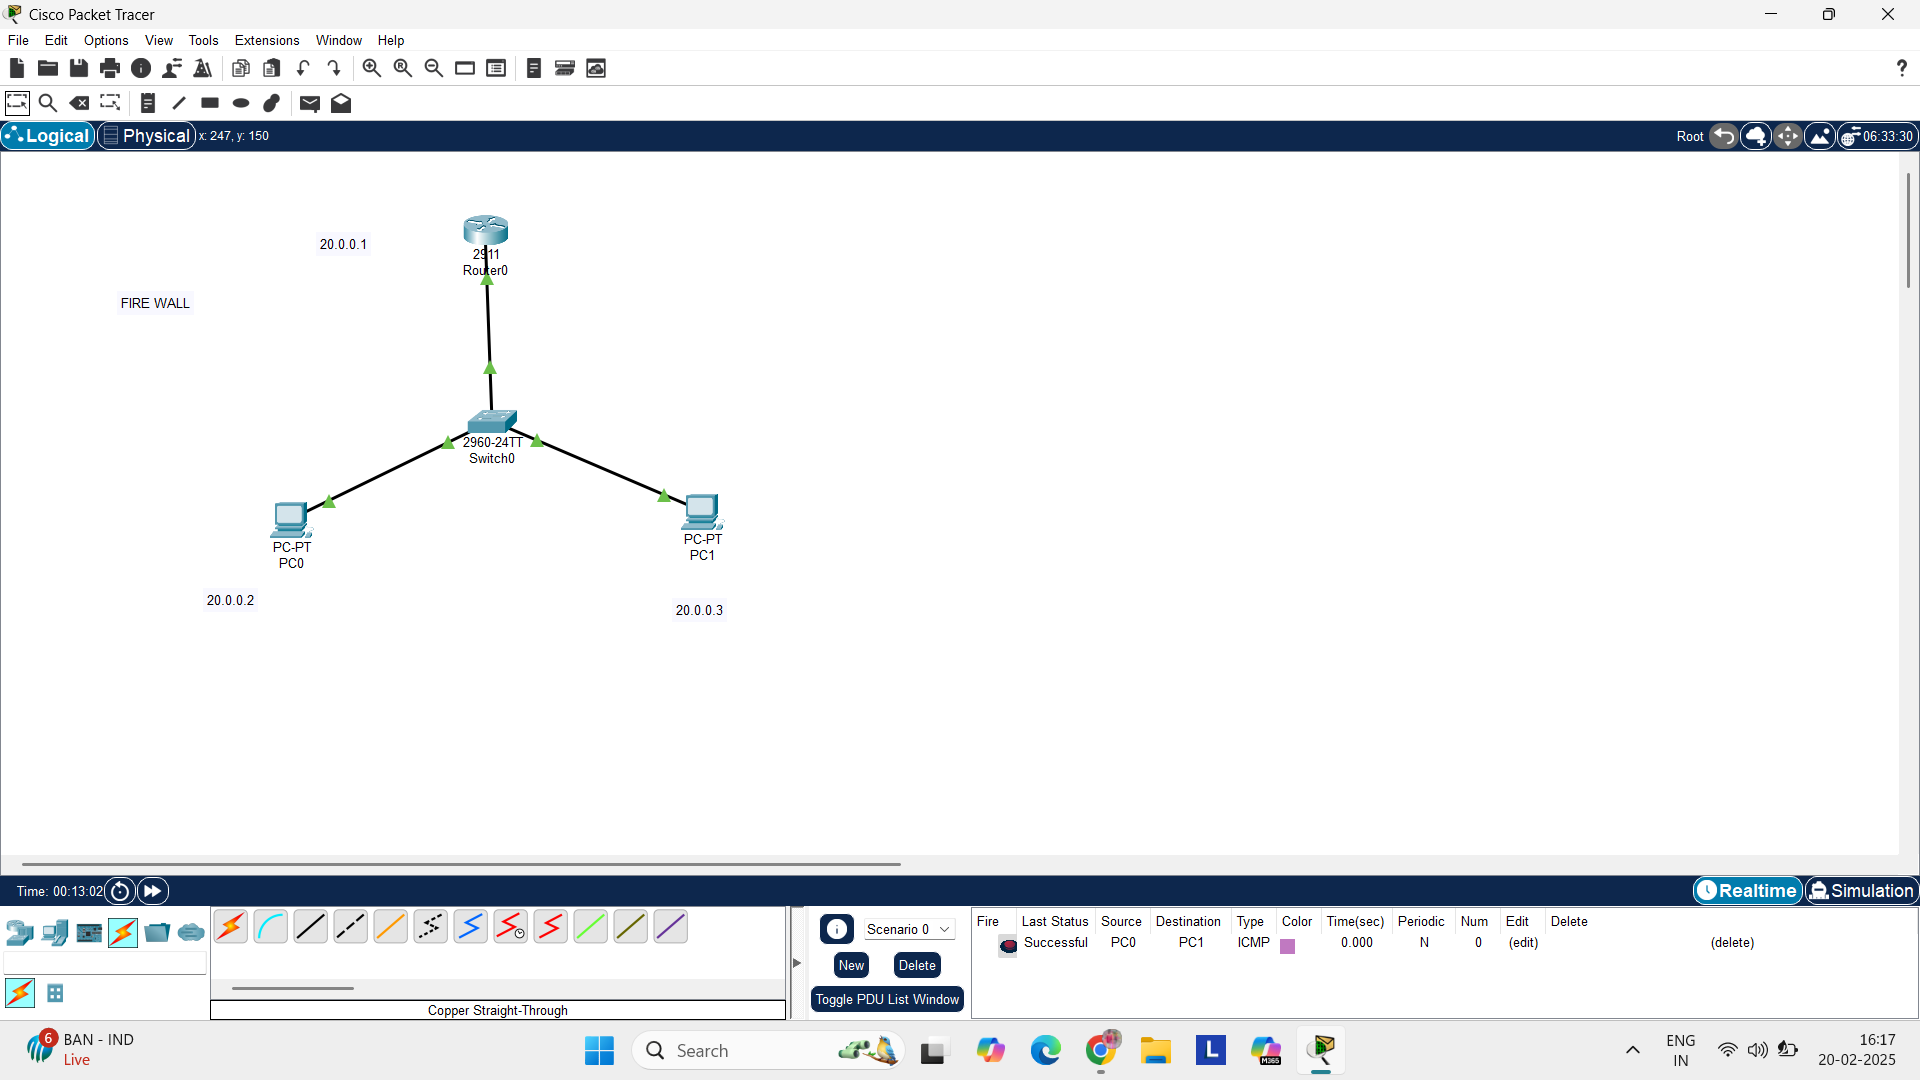 Cisco Packet Tracer
File Edit Options View Tools Extensions Window Help
?
Logical Physical x: 247, y: 150 Root 06:33:30
20.0.0.1
2911
Router0
FIRE WALL
2960-24TT
Switch0
PC-PT
PC0
PC-PT
PC1
20.0.0.2
20.0.0.3
Time: 00:13:02 Realtime Simulation
Scenario 0
New Delete
Toggle PDU List Window
Fire Last Status Source Destination Type Color Time(sec) Periodic Num Edit Delete
Successful PC0 PC1 ICMP 0.000 N 0 (edit) (delete)
Copper Straight-Through
6 BAN - IND
Live
Search
L
M365
ENG
IN
16:17
20-02-2025